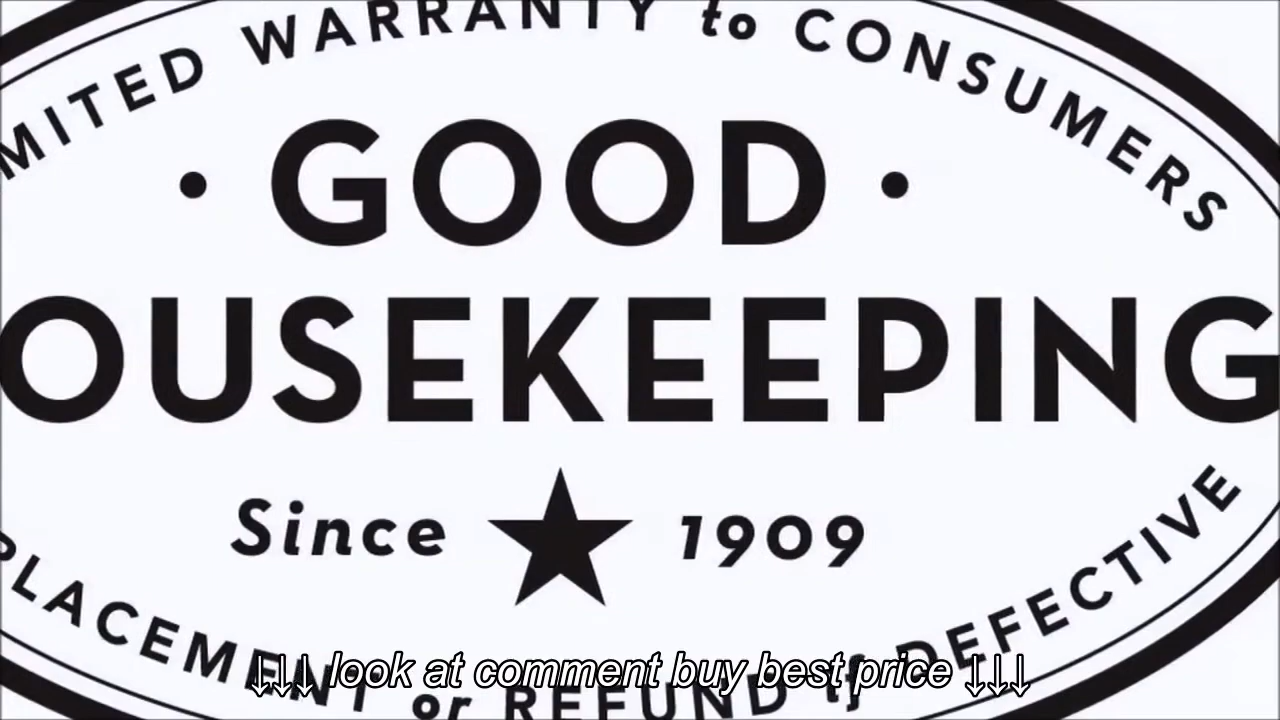 MITED WARRANTY to CONSUMERS
• GOOD •
OUSEKEEPING
Since ★ 1909
PLACEMENT or REFUND if DEFECTIVE
↓↓↓ look at comment buy best price ↓↓↓